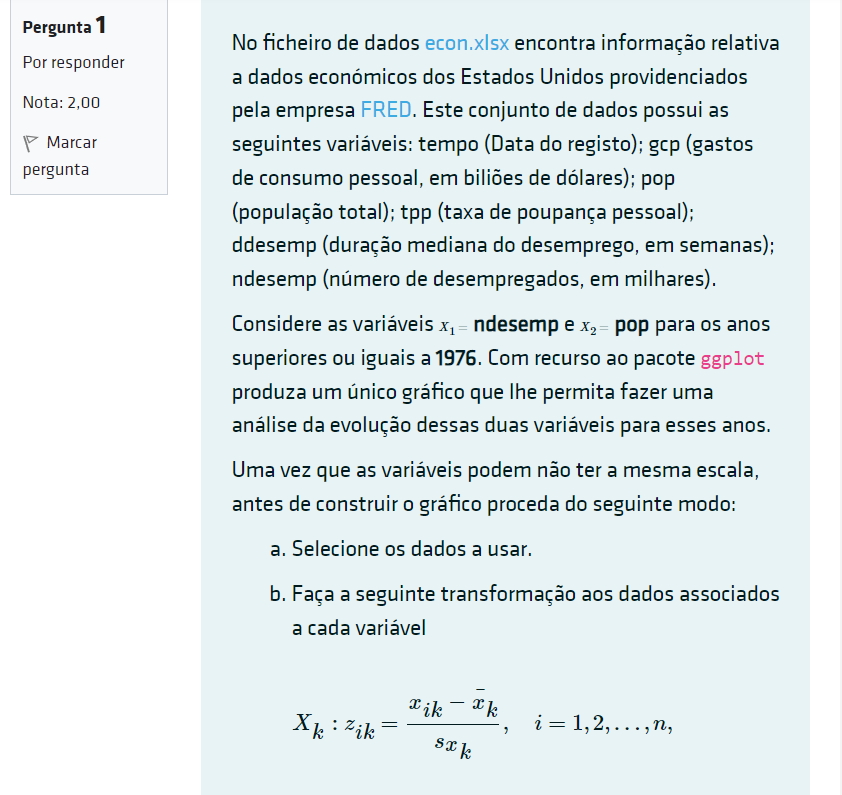 Pergunta 1
Por responder
Nota: 2,00
Marcar
pergunta
No ficheiro de dados econ.xlsx encontra informação relativa
a dados económicos dos Estados Unidos providenciados
pela empresa FRED. Este conjunto de dados possui as
seguintes variáveis: tempo (Data do registo); gcp (gastos
de consumo pessoal, em biliões de dólares); pop
(população total); tpp (taxa de poupança pessoal);
ddesemp (duração mediana do desemprego, em semanas);
ndesemp (número de desempregados, em milhares).
Considere as variáveis X₁ = ndesemp e X₂ = pop para os anos
superiores ou iguais a 1976. Com recurso ao pacote ggplot
produza um único gráfico que lhe permita fazer uma
análise da evolução dessas duas variáveis para esses anos.
Uma vez que as variáveis podem não ter a mesma escala,
antes de construir o gráfico proceda do seguinte modo:
a. Selecione os dados a usar.
b. Faça a seguinte transformação aos dados associados
a cada variável
X_k : z_{ik} = \frac{x_{ik} - \bar{x}_k}{s_{x_k}}, i = 1, 2, . . . , n,